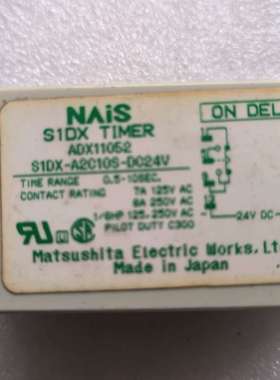 NAiS
ON DEL
S1DX TIMER
ADX11052
S1DX-A2C10S-DC24V
TIME RANGE 0.5-10SEC.
CONTACT RATING 7A 125V AC
6A 250V AC
1/6HP 125,250V AC
PILOT DUTY C300
24V DC
Matsushita Electric Works, Lt
Made in Japan